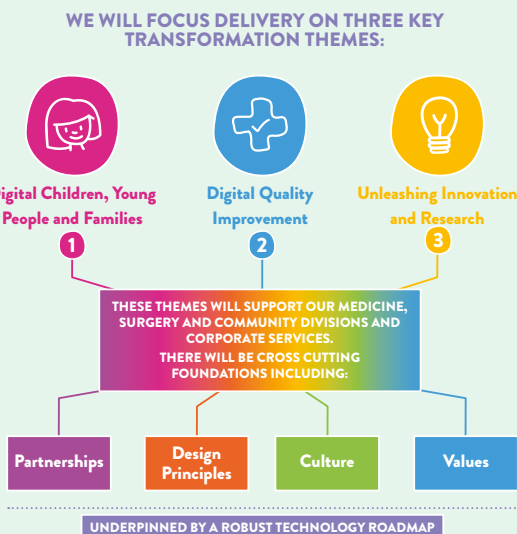 WE WILL FOCUS DELIVERY ON THREE KEY
TRANSFORMATION THEMES:
igital Children, Young
People and Families
1
Digital Quality
Improvement
2
Unleashing Innovation
and Research
3
THESE THEMES WILL SUPPORT OUR MEDICINE,
SURGERY AND COMMUNITY DIVISIONS AND
CORPORATE SERVICES.
THERE WILL BE CROSS CUTTING
FOUNDATIONS INCLUDING:
Partnerships
Design
Principles
Culture
Values
UNDERPINNED BY A ROBUST TECHNOLOGY ROADMAP